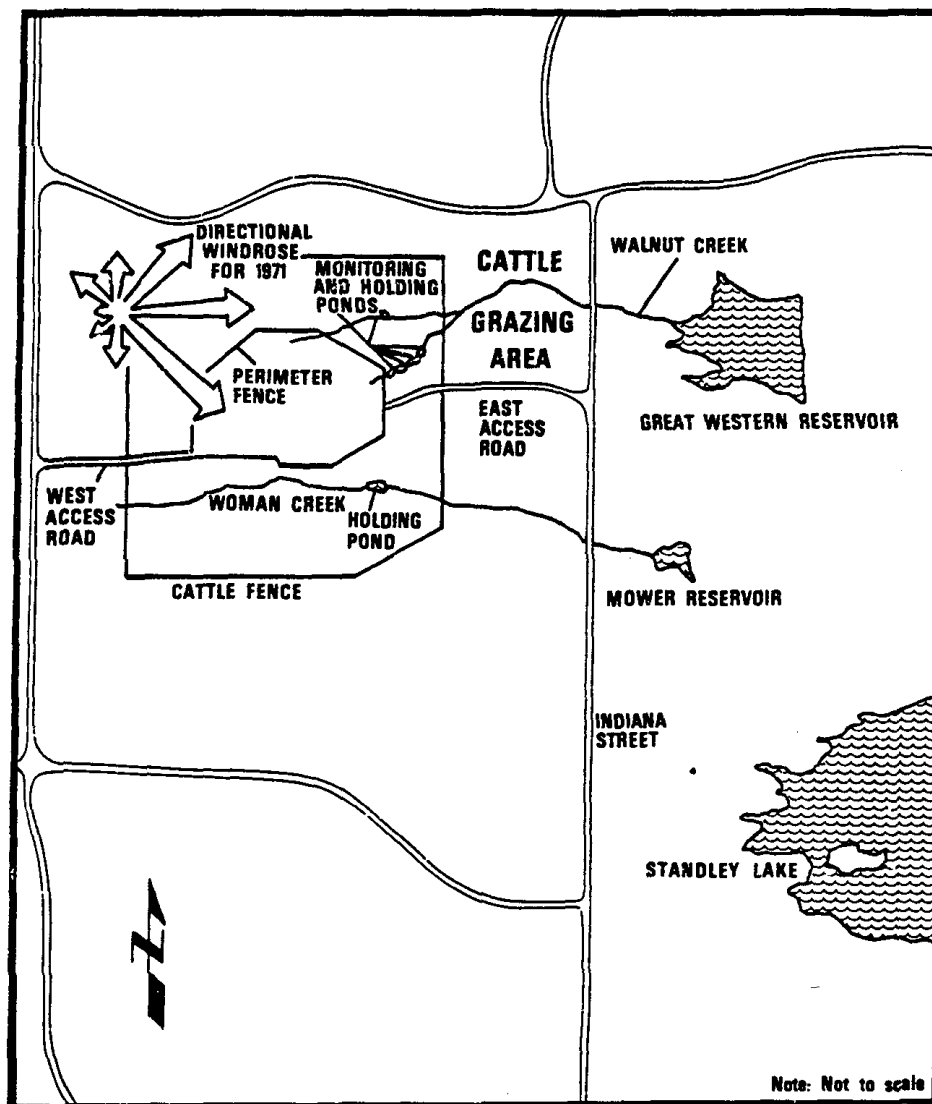 DIRECTIONAL
WINDROSE
FOR 1971
MONITORING
AND HOLDING
PONDS
CATTLE
GRAZING
AREA
WALNUT CREEK
PERIMETER
FENCE
EAST
ACCESS
ROAD
GREAT WESTERN RESERVOIR
WEST
ACCESS
ROAD
WOMAN CREEK
HOLDING
POND
CATTLE FENCE
MOWER RESERVOIR
INDIANA
STREET
STANDLEY LAKE
Note: Not to scale